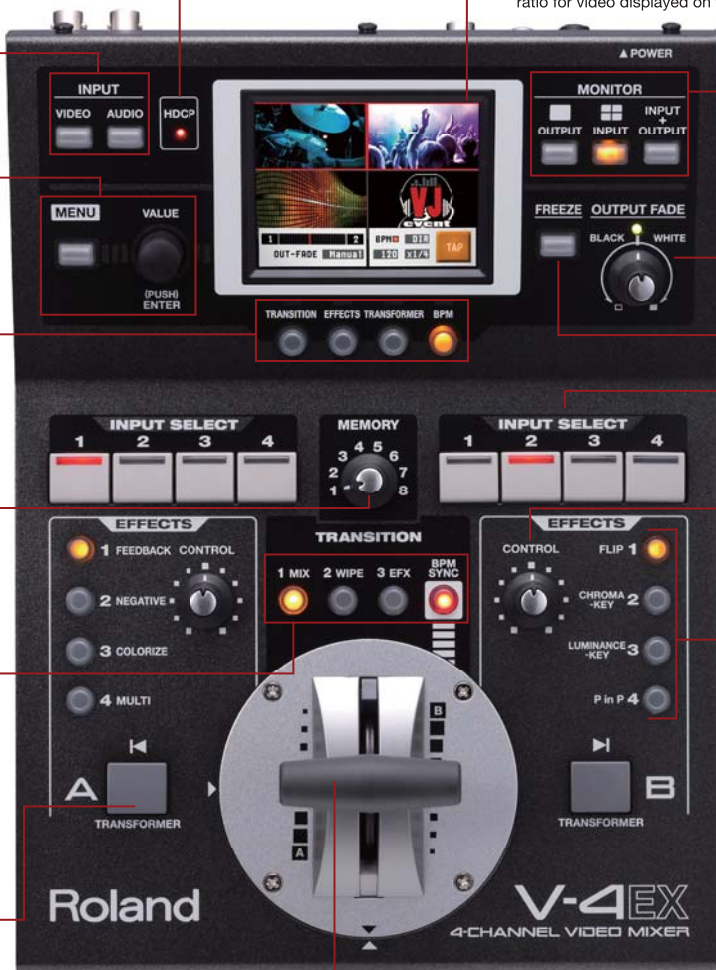 ratio for video displayed on
▲ POWER
INPUT
VIDEO AUDIO
HDCP
MONITOR
OUTPUT INPUT INPUT + OUTPUT
MENU VALUE
(PUSH)
ENTER
VJ
event
1 2
OUT-FADE Manual
BPM DIR
120 x1/4
TAP
FREEZE OUTPUT FADE
BLACK WHITE
TRANSITION EFFECTS TRANSFORMER BPM
INPUT SELECT
1 2 3 4
MEMORY
1 2 3 4 5 6 7 8
INPUT SELECT
1 2 3 4
EFFECTS
1 FEEDBACK CONTROL
2 NEGATIVE
3 COLORIZE
4 MULTI
TRANSITION
1 MIX 2 WIPE 3 EFX BPM SYNC
EFFECTS
CONTROL FLIP 1
CHROMA -KEY 2
LUMINANCE -KEY 3
P in P 4
B
A
A
TRANSFORMER
B
TRANSFORMER
Roland
V-4EX
4-CHANNEL VIDEO MIXER